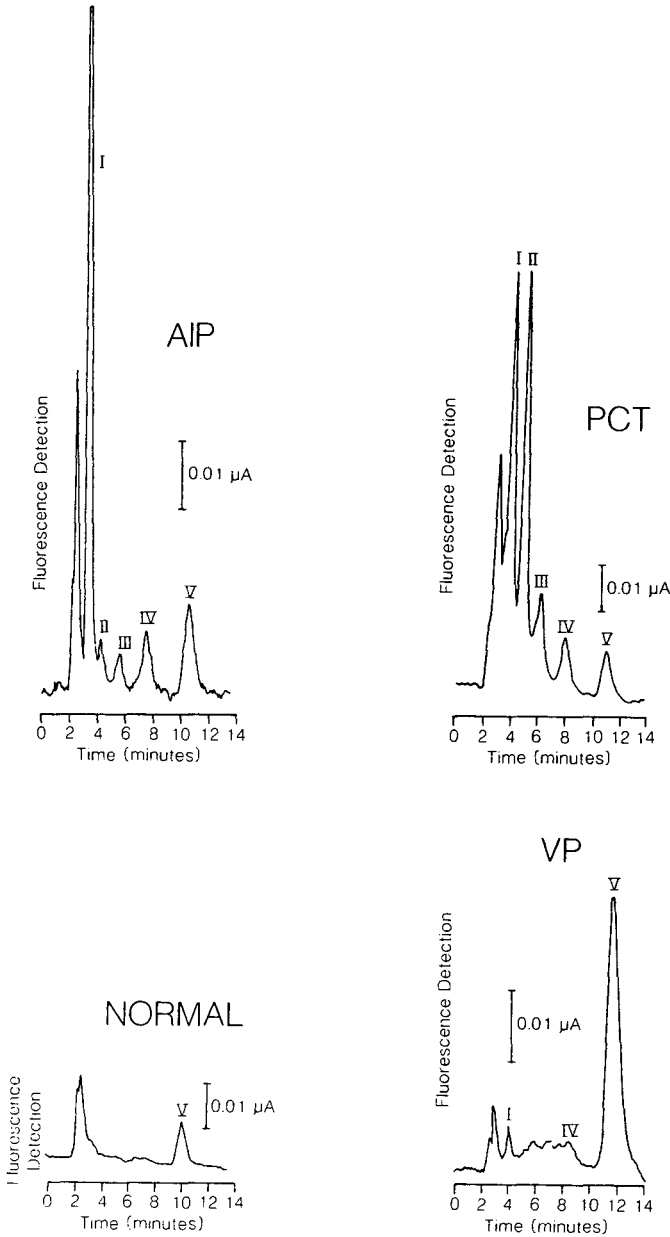 I
AIP
Fluorescence Detection
0.01 μA
II
III
IV
V
0 2 4 6 8 10 12 14
Time (minutes)
I II
PCT
Fluorescence Detection
0.01 μA
III
IV
V
0 2 4 6 8 10 12 14
Time (minutes)
NORMAL
Fluorescence
Detection
V
0.01 μA
0 2 4 6 8 10 12 14
Time (minutes)
VP
Fluorescence Detection
V
0.01 μA
I
IV
0 2 4 6 8 10 12 14
Time (minutes)